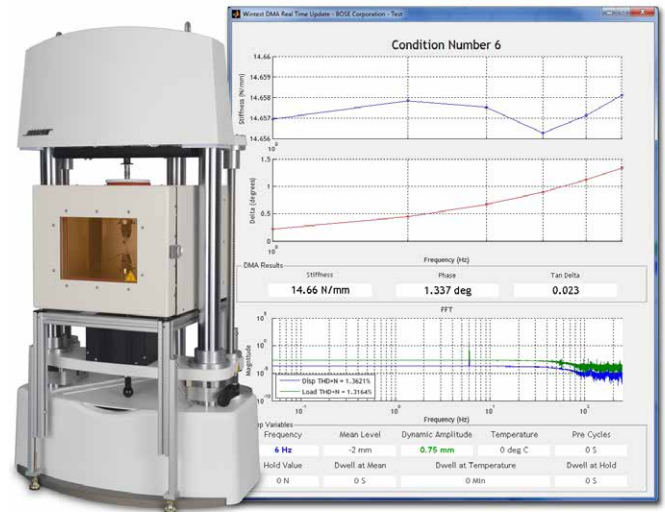 Wintest DMA Real Time Update - BOSE Corporation - Test
Condition Number 6
14.66
14.659
14.658
14.657
14.656
Stiffness (N/mm)
10⁰
1.5
1
0.5
0
Delta (degrees)
10⁰
Frequency (Hz)
DMA Results
Stiffness Phase Tan Delta
14.66 N/mm 1.337 deg 0.023
FFT
Magnitude
Disp THD+N = 1.3621%
Load THD+N = 1.3164%
Frequency (Hz)
Variables
Frequency Mean Level Dynamic Amplitude Temperature Pre Cycles
6 Hz -2 mm 0.75 mm 0 deg C 0 S
Hold Value Dwell at Mean Dwell at Temperature Dwell at Hold
0 N 0 S 0 Min 0 S